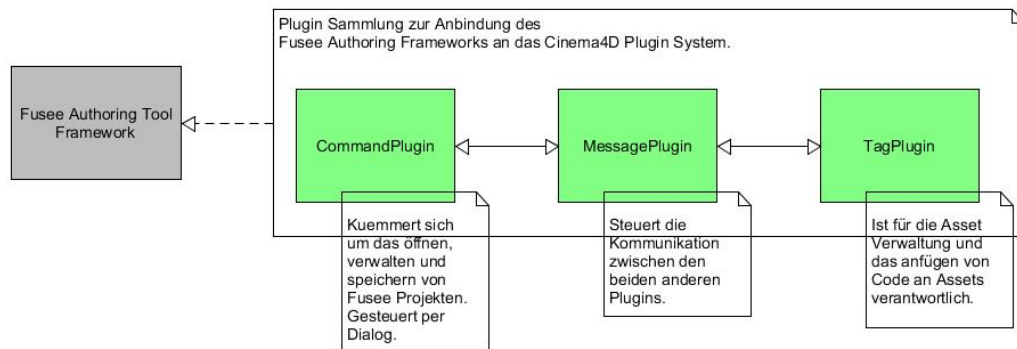 Plugin Sammlung zur Anbindung des
Fusee Authoring Frameworks an das Cinema4D Plugin System.
Fusee Authoring Tool
Framework
CommandPlugin
MessagePlugin
TagPlugin
Kuemmert sich
um das öffnen,
verwalten und
speichern von
Fusee Projekten.
Gesteuert per
Dialog.
Steuert die
Kommunikation
zwischen den
beiden anderen
Plugins.
Ist für die Asset
Verwaltung und
das anfügen von
Code an Assets
verantwortlich.